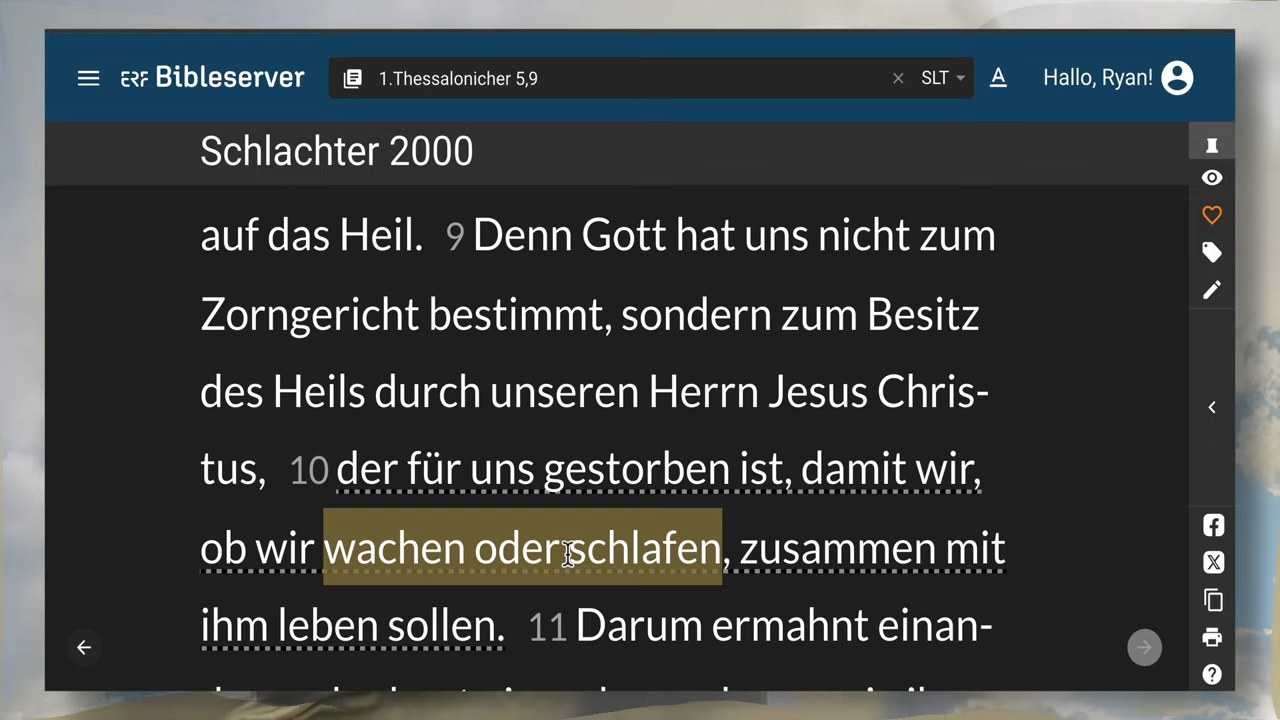 ERF Bibleserver
1.Thessalonicher 5,9
SLT
A
Hallo, Ryan!
Schlachter 2000
auf das Heil. 9 Denn Gott hat uns nicht zum
Zorngericht bestimmt, sondern zum Besitz
des Heils durch unseren Herrn Jesus Chris-
tus, 10 der für uns gestorben ist, damit wir,
ob wir wachen oder schlafen, zusammen mit
ihm leben sollen. 11 Darum ermahnt einan-